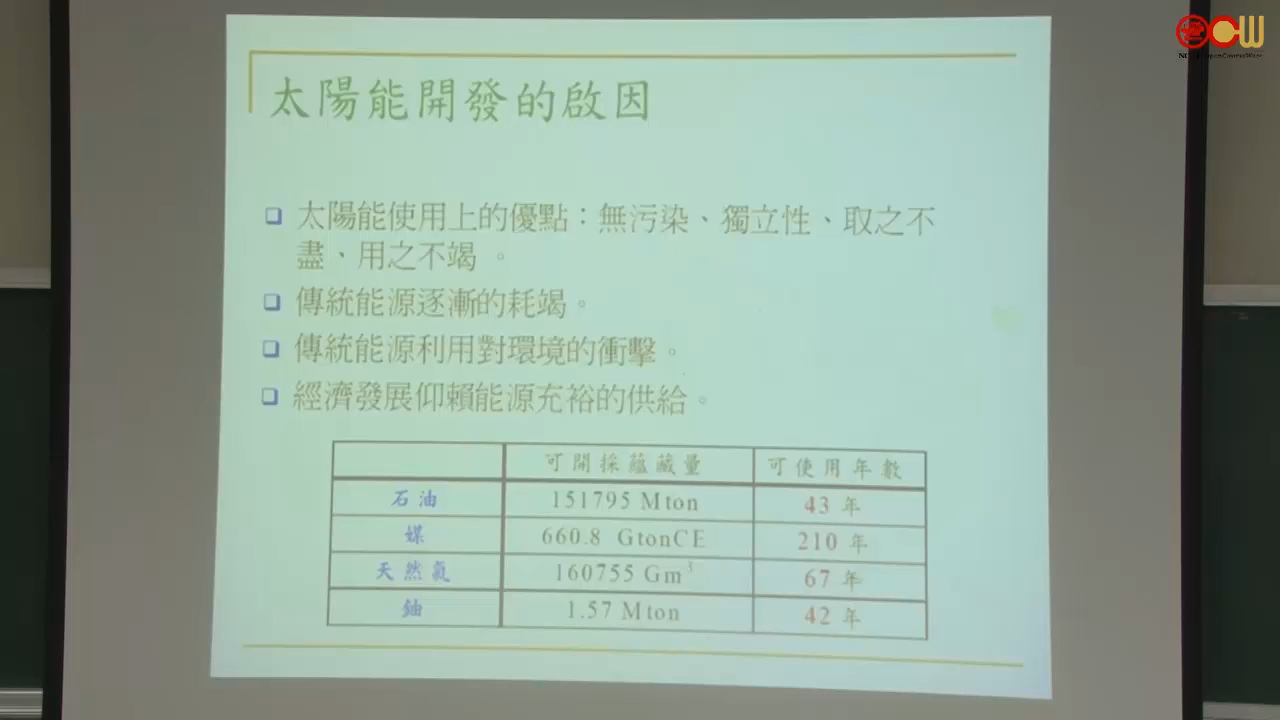 太陽能開發的啟因
太陽能使用上的優點：無污染、獨立性、取之不
盡、用之不竭 。
傳統能源逐漸的耗竭。
傳統能源利用對環境的衝擊。
經濟發展仰賴能源充裕的供給。
可開採蘊藏量 可使用年數
石油 151795 Mton 43 年
媒 660.8 GtonCE 210 年
天然氣 160755 Gm³ 67 年
鈾 1.57 Mton 42 年
OCW